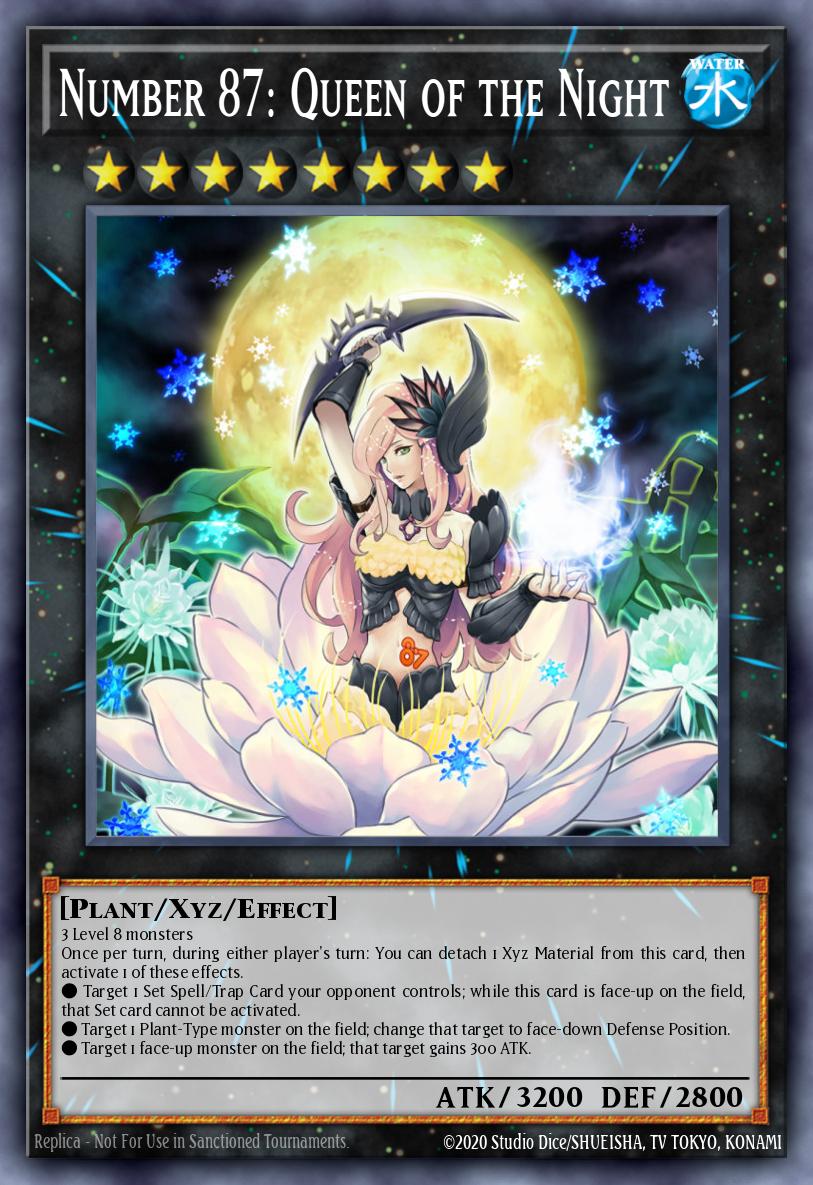 Number 87: Queen of the Night
WATER
水
87
[Plant/Xyz/Effect]
3 Level 8 monsters
Once per turn, during either player's turn: You can detach 1 Xyz Material from this card, then
activate 1 of these effects.
● Target 1 Set Spell/Trap Card your opponent controls; while this card is face-up on the field,
that Set card cannot be activated.
● Target 1 Plant-Type monster on the field; change that target to face-down Defense Position.
● Target 1 face-up monster on the field; that target gains 300 ATK.
ATK/3200 DEF/2800
Replica - Not For Use in Sanctioned Tournaments.
©2020 Studio Dice/SHUEISHA, TV TOKYO, KONAMI